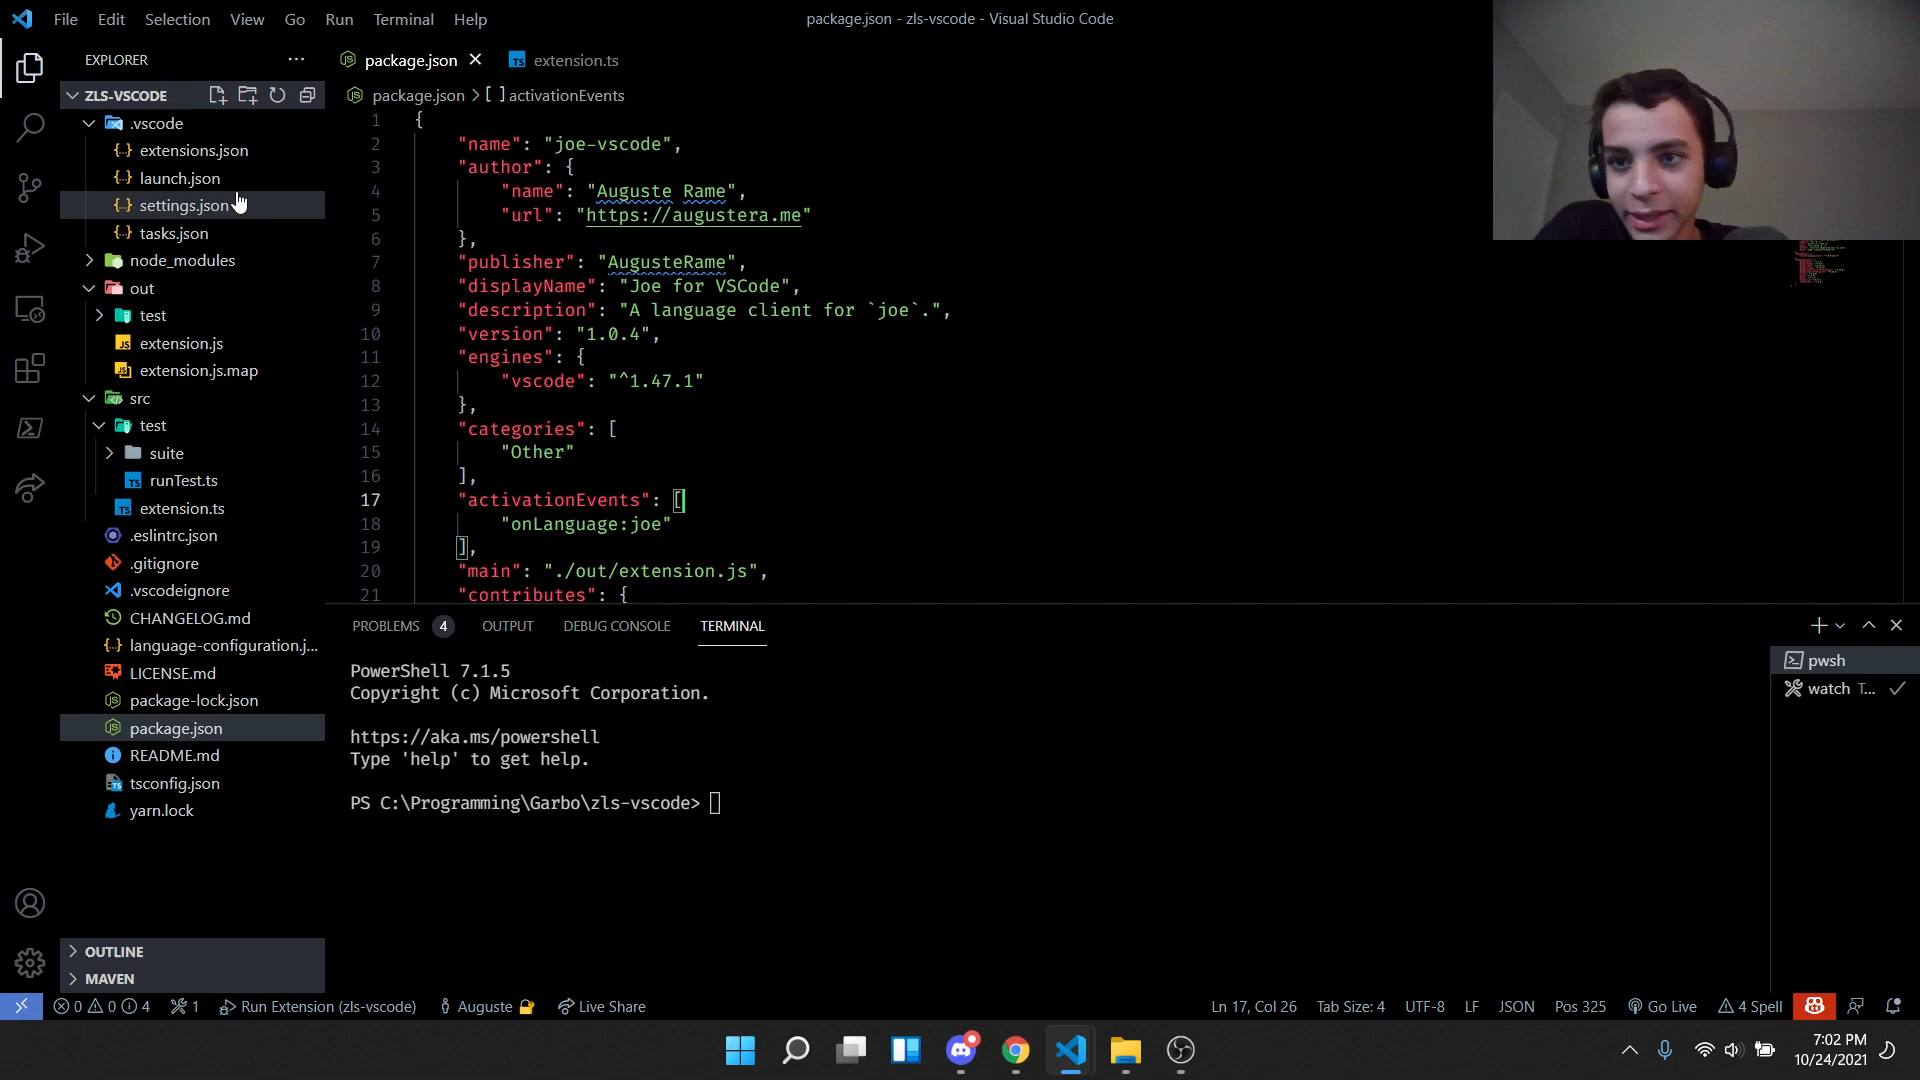 File Edit Selection View Go Run Terminal Help
package.json - zls-vscode - Visual Studio Code
EXPLORER
ZLS-VSCODE
.vscode
extensions.json
launch.json
settings.json
tasks.json
node_modules
out
test
extension.js
extension.js.map
src
test
suite
runTest.ts
extension.ts
.eslintrc.json
.gitignore
.vscodeignore
CHANGELOG.md
language-configuration.j...
LICENSE.md
package-lock.json
package.json
README.md
tsconfig.json
yarn.lock
OUTLINE
MAVEN
package.json extension.ts
package.json > [ ] activationEvents
1 {
2 "name": "joe-vscode",
3 "author": {
4 "name": "Auguste Rame",
5 "url": "https://augustera.me"
6 },
7 "publisher": "AugusteRame",
8 "displayName": "Joe for VSCode",
9 "description": "A language client for `joe`.",
10 "version": "1.0.4",
11 "engines": {
12 "vscode": "^1.47.1"
13 },
14 "categories": [
15 "Other"
16 ],
17 "activationEvents": [
18 "onLanguage:joe"
19 ],
20 "main": "./out/extension.js",
21 "contributes": {
PROBLEMS 4 OUTPUT DEBUG CONSOLE TERMINAL
PowerShell 7.1.5
Copyright (c) Microsoft Corporation.
https://aka.ms/powershell
Type 'help' to get help.
PS C:\Programming\Garbo\zls-vscode>
pwsh
watch T...
0 0 4 1 Run Extension (zls-vscode) Auguste Live Share
Ln 17, Col 26 Tab Size: 4 UTF-8 LF JSON Pos 325 Go Live 4 Spell
7:02 PM
10/24/2021